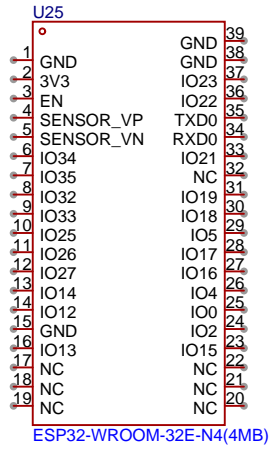 U25
GND 39
1 GND GND 38
2 3V3 IO23 37
3 EN IO22 36
4 SENSOR_VP TXD0 35
5 SENSOR_VN RXD0 34
6 IO34 IO21 33
7 IO35 NC 32
8 IO32 IO19 31
9 IO33 IO18 30
10 IO25 IO5 29
11 IO26 IO17 28
12 IO27 IO16 27
13 IO14 IO4 26
14 IO12 IO0 25
15 GND IO2 24
16 IO13 IO15 23
17 NC NC 22
18 NC NC 21
19 NC NC 20
ESP32-WROOM-32E-N4(4MB)